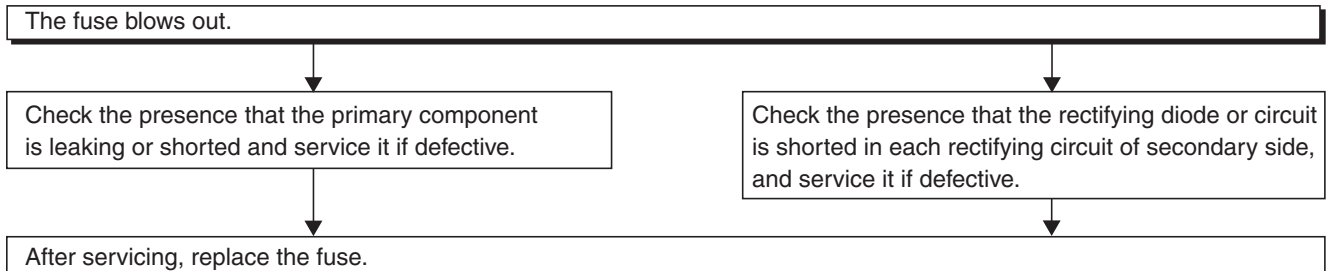 The fuse blows out.
Check the presence that the primary component
is leaking or shorted and service it if defective.
Check the presence that the rectifying diode or circuit
is shorted in each rectifying circuit of secondary side,
and service it if defective.
After servicing, replace the fuse.